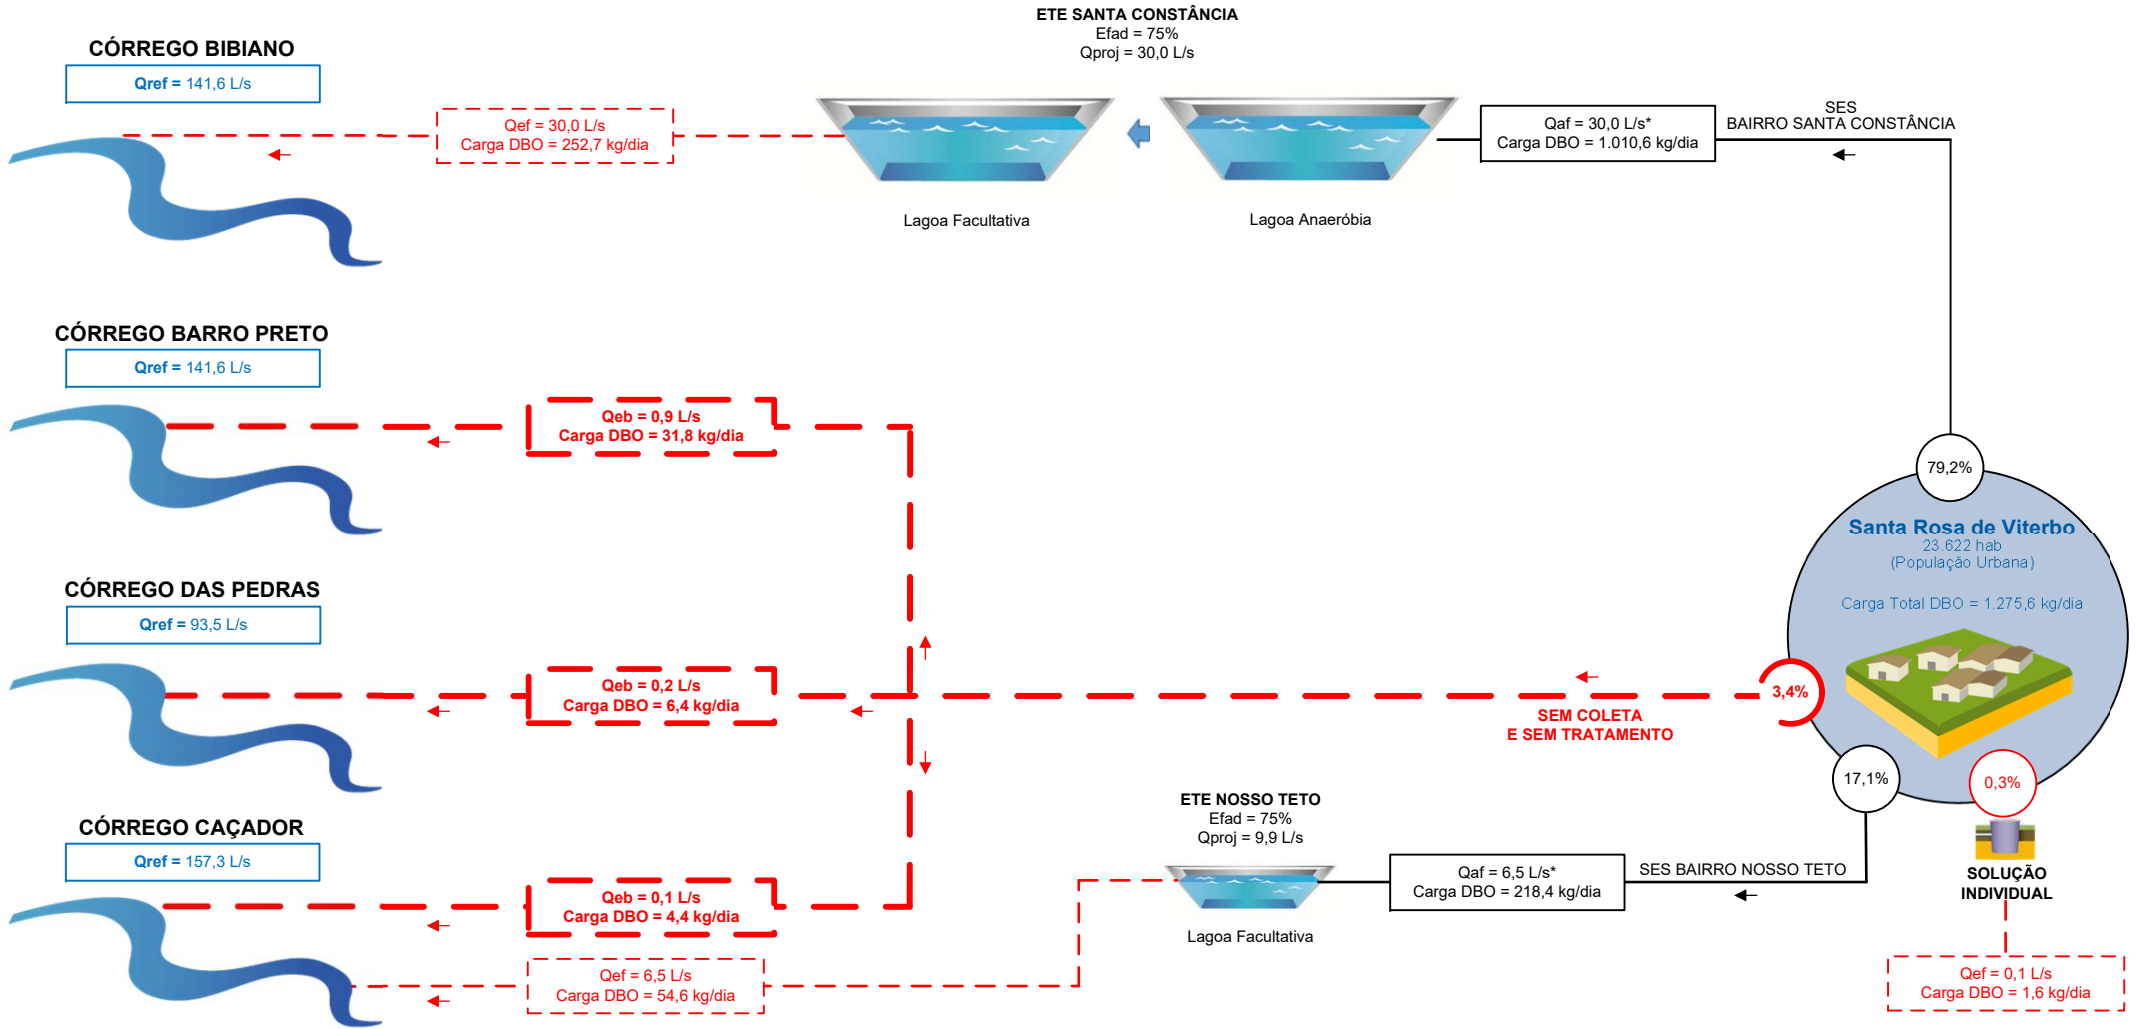 ETE SANTA CONSTÂNCIA
Efad = 75%
Qproj = 30,0 L/s
CÓRREGO BIBIANO
Qref = 141,6 L/s
Qef = 30,0 L/s
Carga DBO = 252,7 kg/dia
Lagoa Facultativa
Lagoa Anaeróbia
Qaf = 30,0 L/s*
Carga DBO = 1.010,6 kg/dia
SES
BAIRRO SANTA CONSTÂNCIA
CÓRREGO BARRO PRETO
Qref = 141,6 L/s
Qeb = 0,9 L/s
Carga DBO = 31,8 kg/dia
79,2%
Santa Rosa de Viterbo
23.622 hab
(População Urbana)
Carga Total DBO = 1.275,6 kg/dia
CÓRREGO DAS PEDRAS
Qref = 93,5 L/s
Qeb = 0,2 L/s
Carga DBO = 6,4 kg/dia
SEM COLETA
E SEM TRATAMENTO
3,4%
17,1%
0,3%
CÓRREGO CAÇADOR
Qref = 157,3 L/s
Qeb = 0,1 L/s
Carga DBO = 4,4 kg/dia
Qef = 6,5 L/s
Carga DBO = 54,6 kg/dia
ETE NOSSO TETO
Efad = 75%
Qproj = 9,9 L/s
Lagoa Facultativa
Qaf = 6,5 L/s*
Carga DBO = 218,4 kg/dia
SES BAIRRO NOSSO TETO
SOLUÇÃO
INDIVIDUAL
Qef = 0,1 L/s
Carga DBO = 1,6 kg/dia